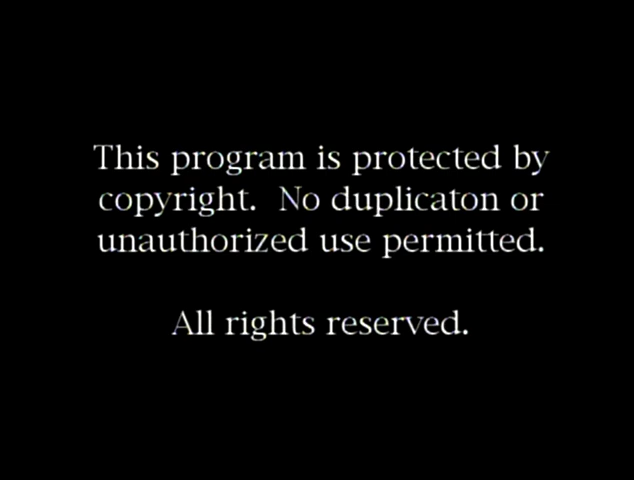 This program is protected by
copyright.  No duplicaton or
unauthorized use permitted.
All rights reserved.